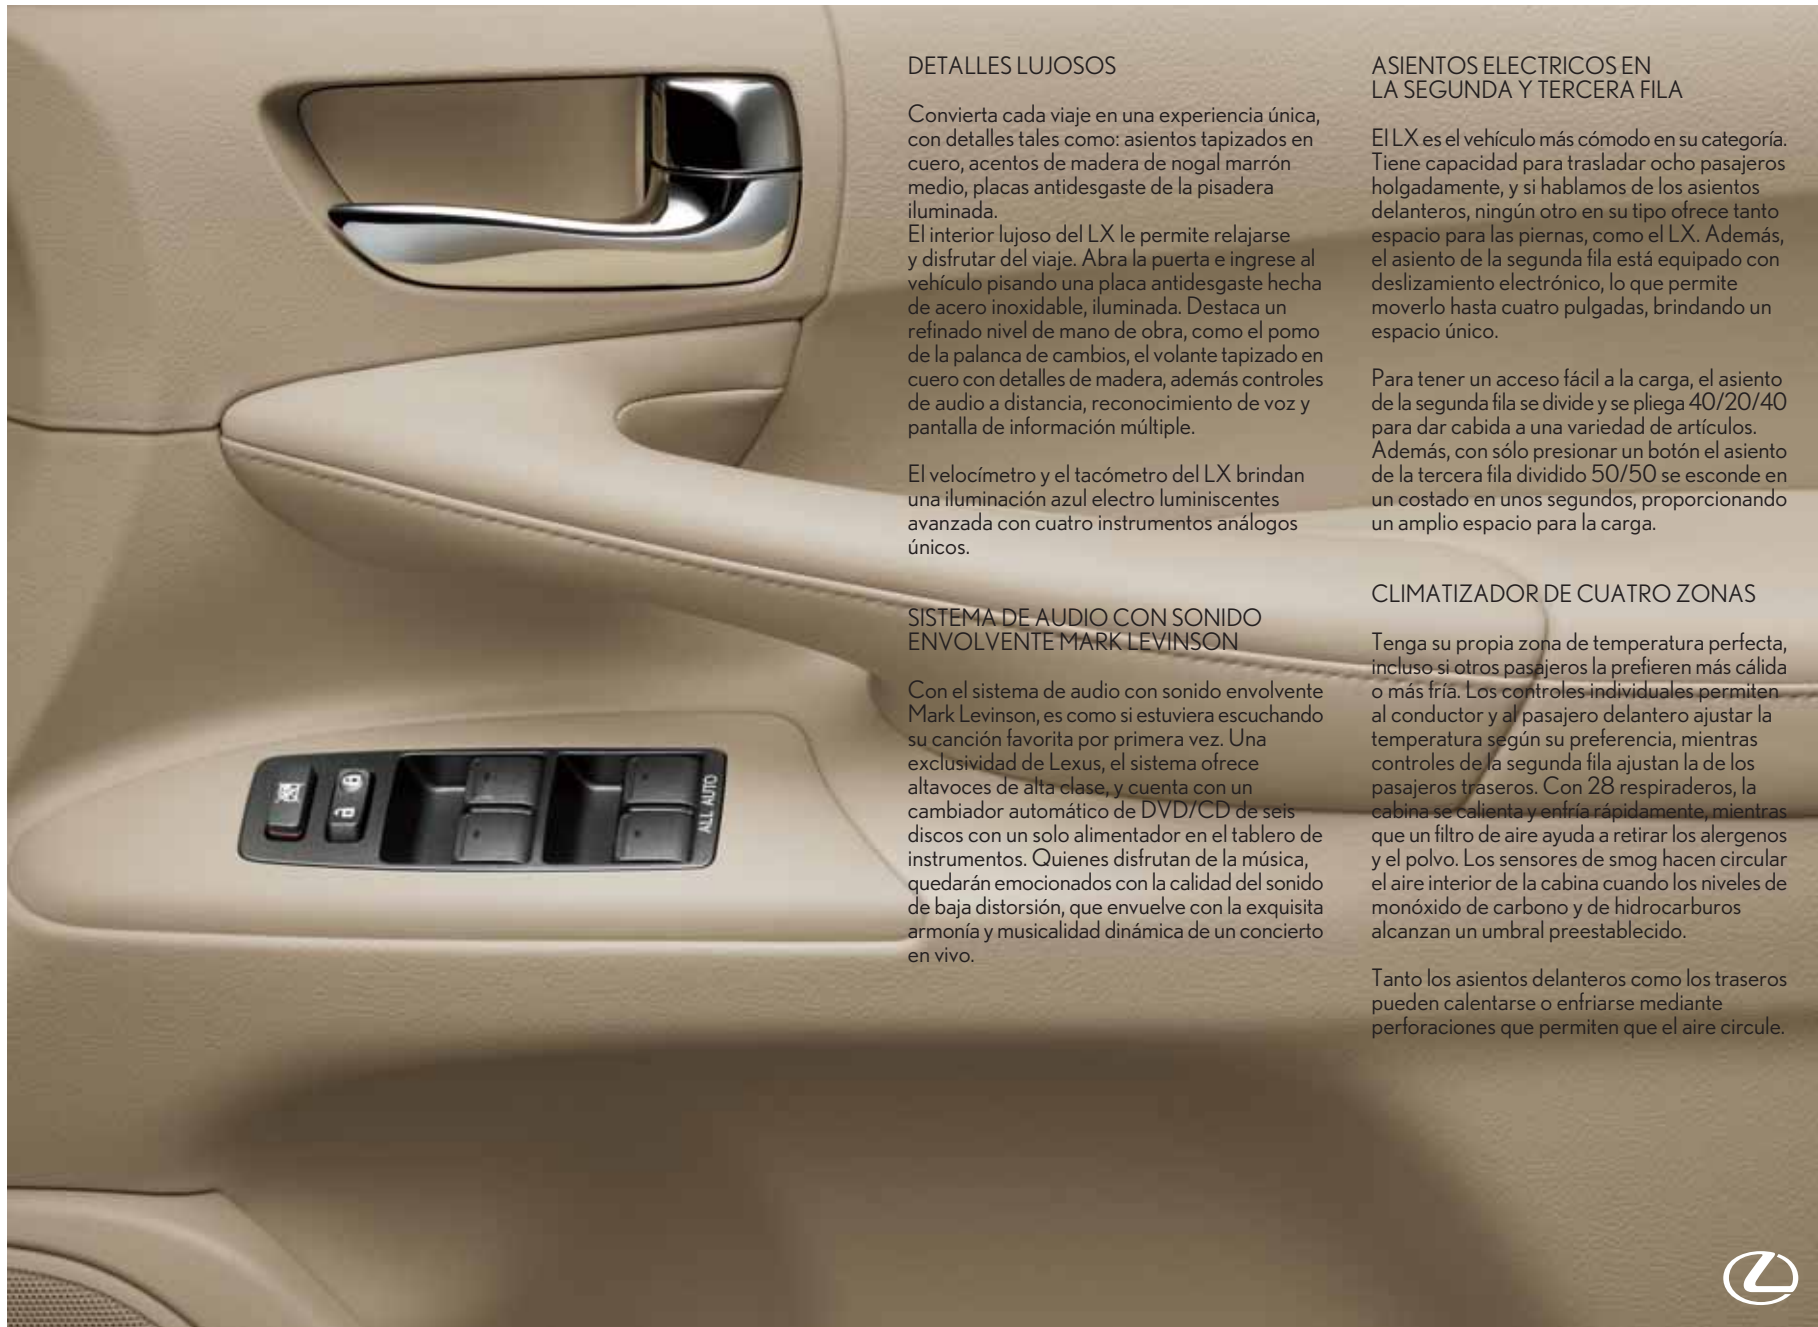 DETALLES LUJOSOS
Convierta cada viaje en una experiencia única,
con detalles tales como: asientos tapizados en
cuero, acentos de madera de nogal marrón
medio, placas antidesgaste de la pisadera
iluminada.
El interior lujoso del LX le permite relajarse
y disfrutar del viaje. Abra la puerta e ingrese al
vehículo pisando una placa antidesgaste hecha
de acero inoxidable, iluminada. Destaca un
refinado nivel de mano de obra, como el pomo
de la palanca de cambios, el volante tapizado en
cuero con detalles de madera, además controles
de audio a distancia, reconocimiento de voz y
pantalla de información múltiple.
El velocímetro y el tacómetro del LX brindan
una iluminación azul electro luminiscentes
avanzada con cuatro instrumentos análogos
únicos.
SISTEMA DE AUDIO CON SONIDO
ENVOLVENTE MARK LEVINSON
Con el sistema de audio con sonido envolvente
Mark Levinson, es como si estuviera escuchando
su canción favorita por primera vez. Una
exclusividad de Lexus, el sistema ofrece
altavoces de alta clase, y cuenta con un
cambiador automático de DVD/CD de seis
discos con un solo alimentador en el tablero de
instrumentos. Quienes disfrutan de la música,
quedarán emocionados con la calidad del sonido
de baja distorsión, que envuelve con la exquisita
armonía y musicalidad dinámica de un concierto
en vivo.
ASIENTOS ELECTRICOS EN
LA SEGUNDA Y TERCERA FILA
El LX es el vehículo más cómodo en su categoría.
Tiene capacidad para trasladar ocho pasajeros
holgadamente, y si hablamos de los asientos
delanteros, ningún otro en su tipo ofrece tanto
espacio para las piernas, como el LX. Además,
el asiento de la segunda fila está equipado con
deslizamiento electrónico, lo que permite
moverlo hasta cuatro pulgadas, brindando un
espacio único.
Para tener un acceso fácil a la carga, el asiento
de la segunda fila se divide y se pliega 40/20/40
para dar cabida a una variedad de artículos.
Además, con sólo presionar un botón el asiento
de la tercera fila dividido 50/50 se esconde en
un costado en unos segundos, proporcionando
un amplio espacio para la carga.
CLIMATIZADOR DE CUATRO ZONAS
Tenga su propia zona de temperatura perfecta,
incluso si otros pasajeros la prefieren más cálida
o más fría. Los controles individuales permiten
al conductor y al pasajero delantero ajustar la
temperatura según su preferencia, mientras
controles de la segunda fila ajustan la de los
pasajeros traseros. Con 28 respiraderos, la
cabina se calienta y enfría rápidamente, mientras
que un filtro de aire ayuda a retirar los alergenos
y el polvo. Los sensores de smog hacen circular
el aire interior de la cabina cuando los niveles de
monóxido de carbono y de hidrocarburos
alcanzan un umbral preestablecido.
Tanto los asientos delanteros como los traseros
pueden calentarse o enfriarse mediante
perforaciones que permiten que el aire circule.
ALL AUTO